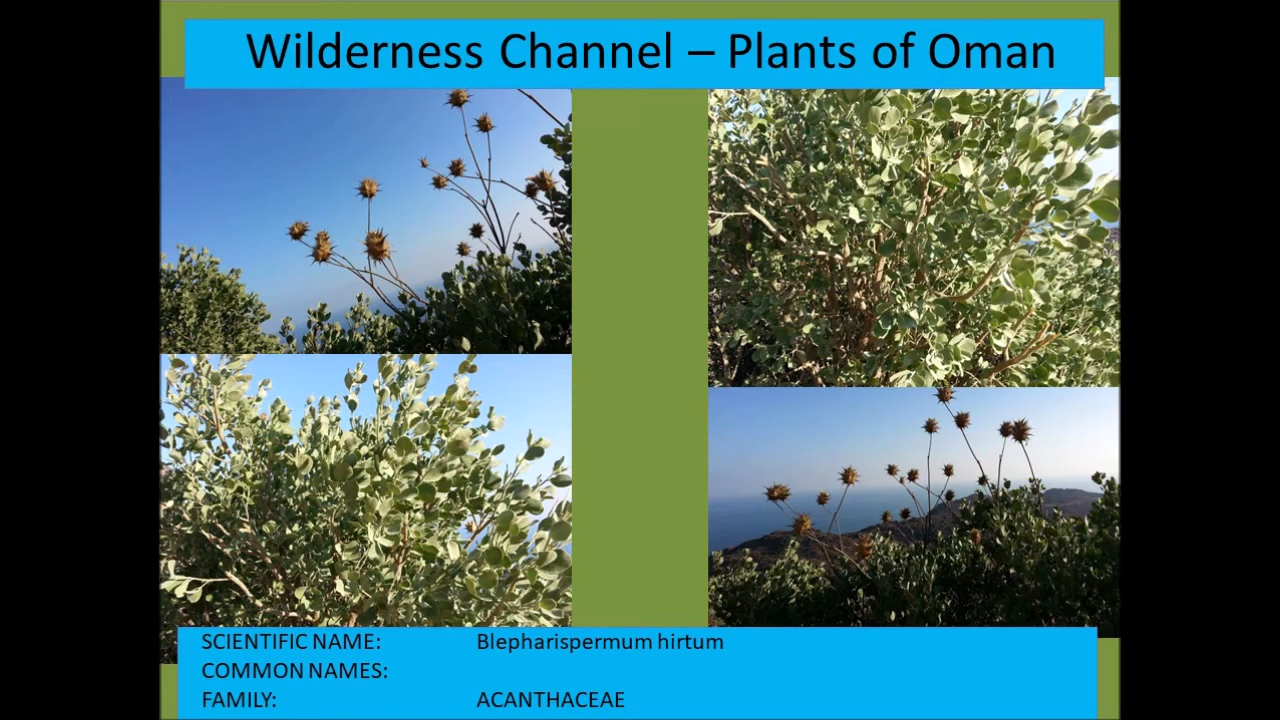 Wilderness Channel – Plants of Oman
SCIENTIFIC NAME: Blepharispermum hirtum
COMMON NAMES:
FAMILY: ACANTHACEAE